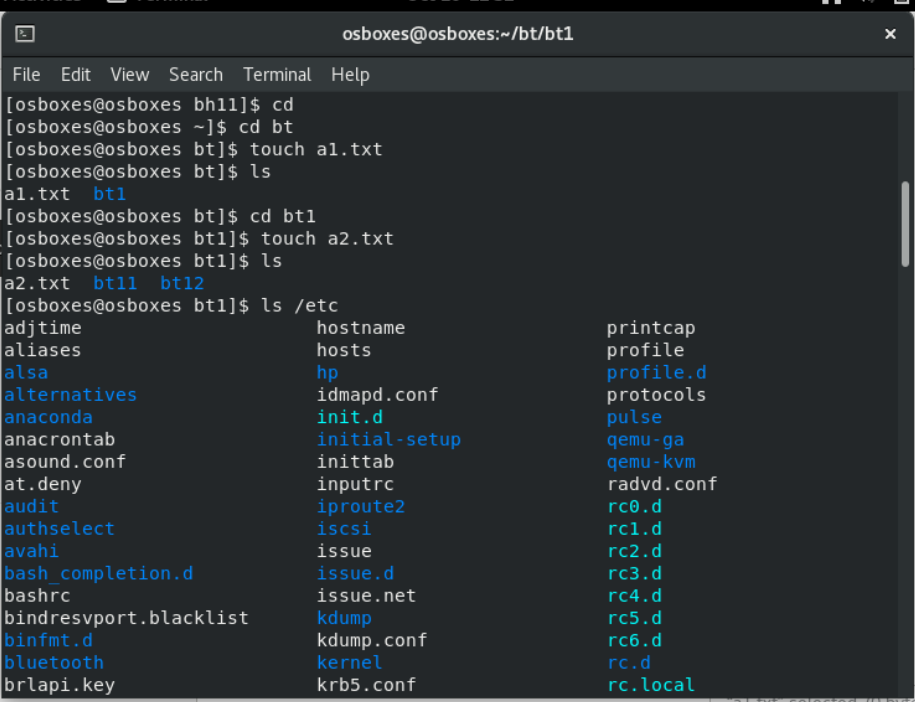 osboxes@osboxes:~/bt/bt1
File Edit View Search Terminal Help
[osboxes@osboxes bh11]$ cd
[osboxes@osboxes ~]$ cd bt
[osboxes@osboxes bt]$ touch a1.txt
[osboxes@osboxes bt]$ ls
a1.txt bt1
[osboxes@osboxes bt]$ cd bt1
[osboxes@osboxes bt1]$ touch a2.txt
[osboxes@osboxes bt1]$ ls
a2.txt bt11 bt12
[osboxes@osboxes bt1]$ ls /etc
adjtime hostname printcap
aliases hosts profile
alsa hp profile.d
alternatives idmapd.conf protocols
anaconda init.d pulse
anacrontab initial-setup qemu-ga
asound.conf inittab qemu-kvm
at.deny inputrc radvd.conf
audit iproute2 rc0.d
authselect iscsi rc1.d
avahi issue rc2.d
bash_completion.d issue.d rc3.d
bashrc issue.net rc4.d
bindresvport.blacklist kdump rc5.d
binfmt.d kdump.conf rc6.d
bluetooth kernel rc.d
brlapi.key krb5.conf rc.local